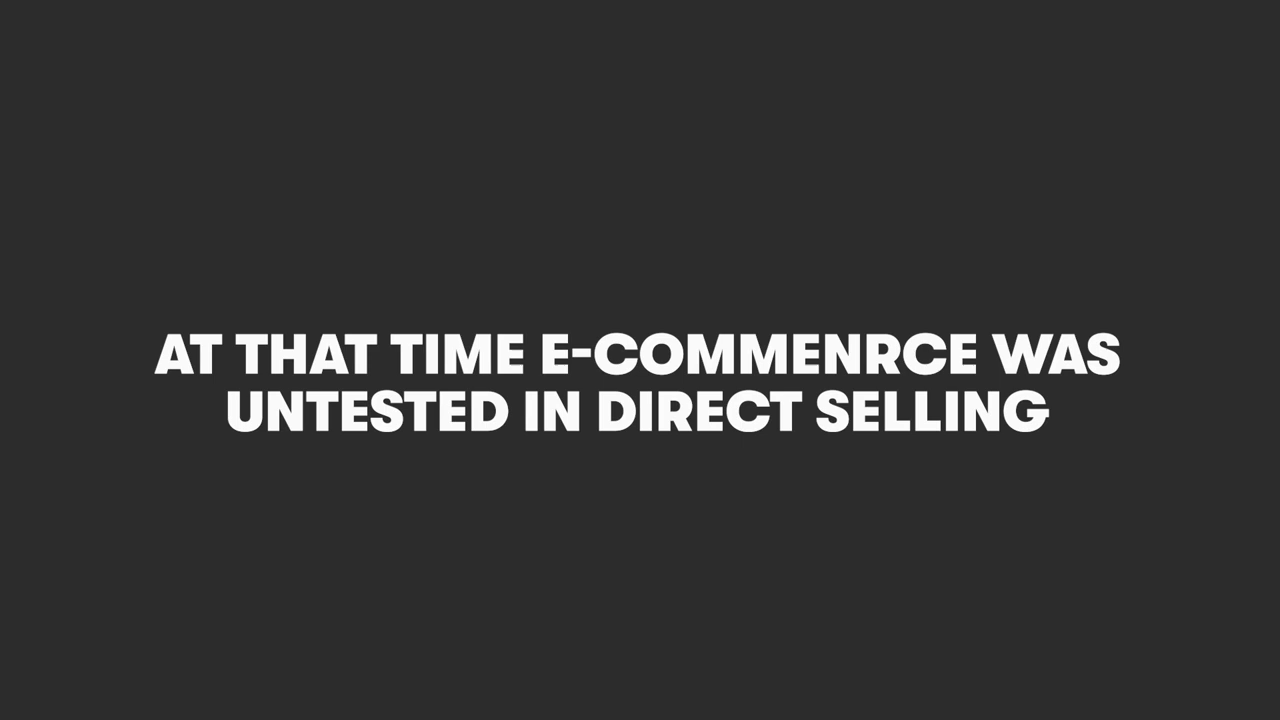 AT THAT TIME E-COMMENRCE WAS
UNTESTED IN DIRECT SELLING